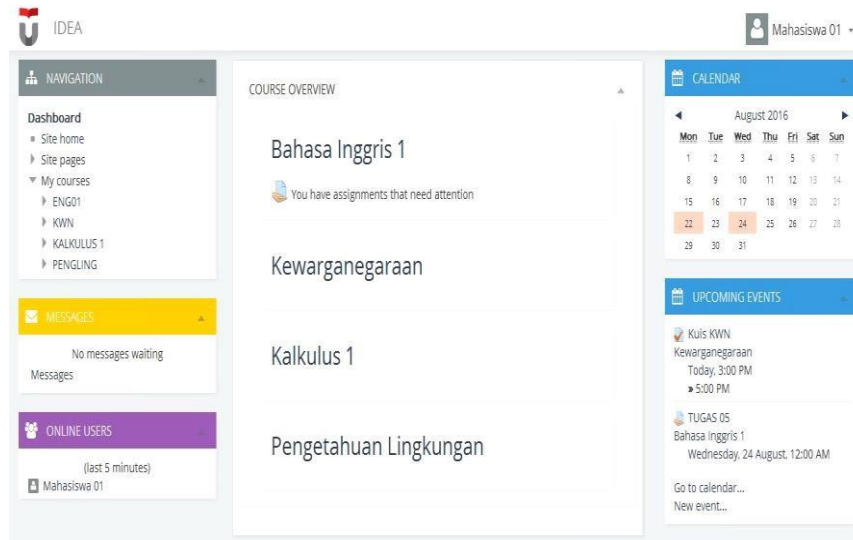 IDEA
Mahasiswa 01
NAVIGATION
Dashboard
Site home
Site pages
My courses
ENG01
KWN
KALKULUS 1
PENGLING
MESSAGES
No messages waiting
Messages
ONLINE USERS
(last 5 minutes)
Mahasiswa 01
COURSE OVERVIEW
Bahasa Inggris 1
You have assignments that need attention
Kewarganegaraan
Kalkulus 1
Pengetahuan Lingkungan
CALENDAR
August 2016
Mon Tue Wed Thu Fri Sat Sun
1 2 3 4 5 6 7
8 9 10 11 12 13 14
15 16 17 18 19 20 21
22 23 24 25 26 27 28
29 30 31
UPCOMING EVENTS
Kuis KWN
Kewarganegaraan
Today, 3:00 PM
» 5:00 PM
TUGAS 05
Bahasa Inggris 1
Wednesday, 24 August, 12:00 AM
Go to calendar...
New event...